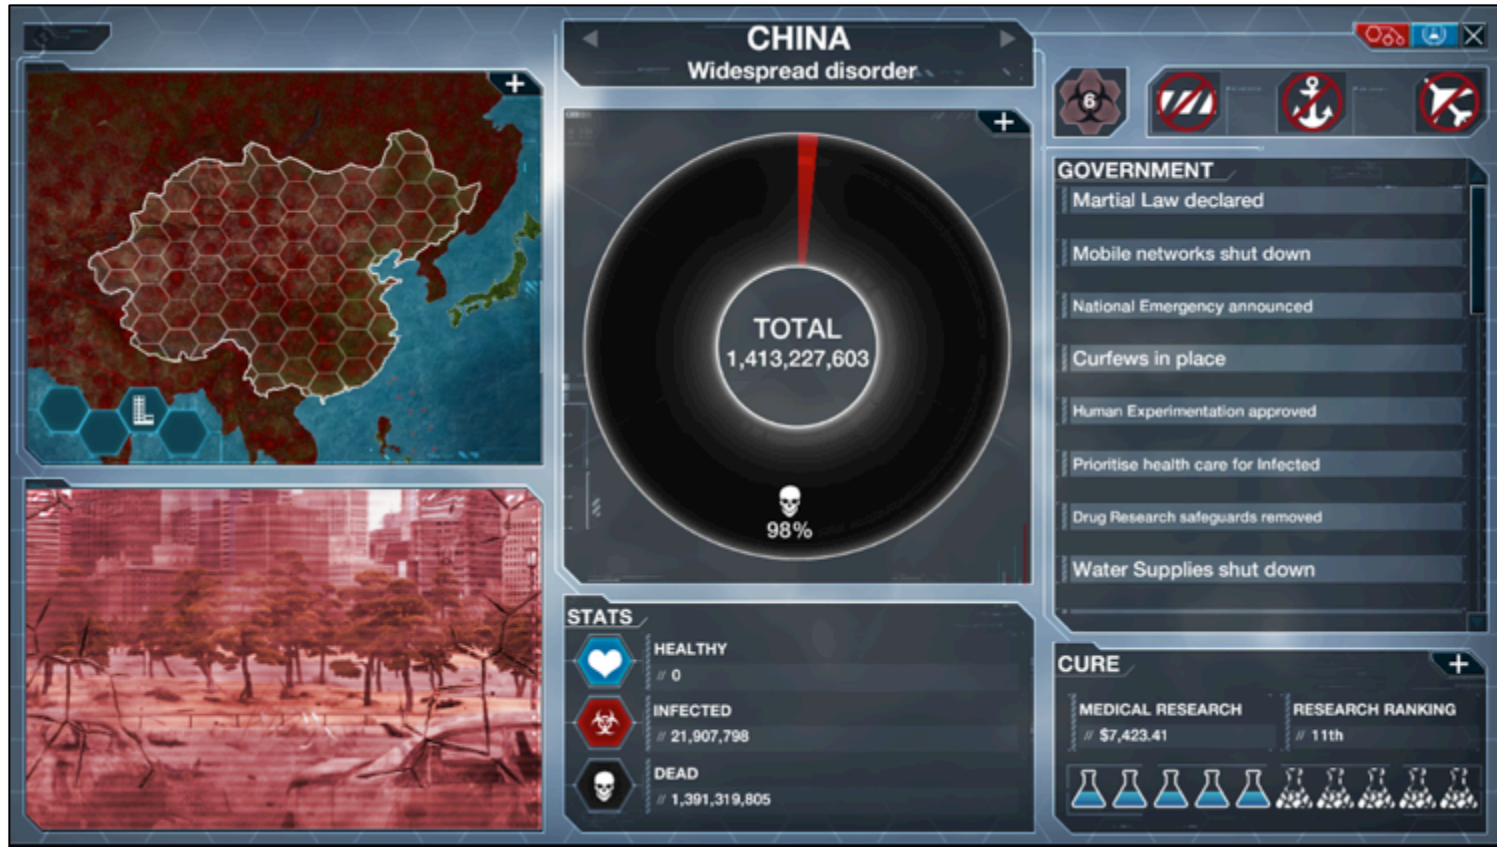 CHINA
Widespread disorder
6
TOTAL
1,413,227,603
98%
GOVERNMENT
Martial Law declared
Mobile networks shut down
National Emergency announced
Curfews in place
Human Experimentation approved
Prioritise health care for Infected
Drug Research safeguards removed
Water Supplies shut down
STATS
HEALTHY
// 0
INFECTED
// 21,907,798
DEAD
// 1,391,319,805
CURE
MEDICAL RESEARCH
// $7,423.41
RESEARCH RANKING
// 11th